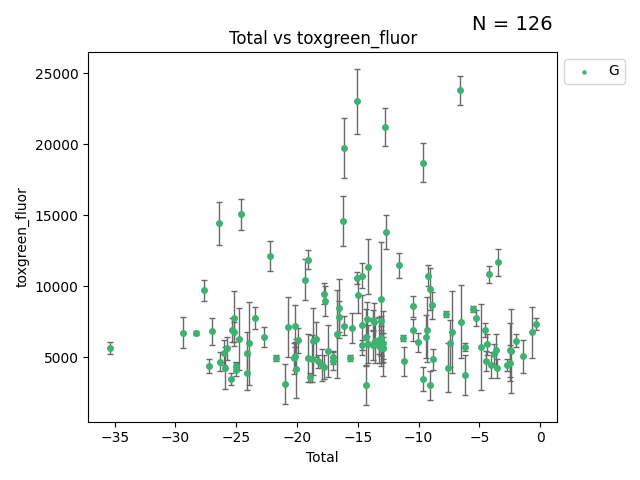 N = 126
Total vs toxgreen_fluor
G
25000
20000
15000
10000
5000
toxgreen_fluor
−35 −30 −25 −20 −15 −10 −5 0
Total